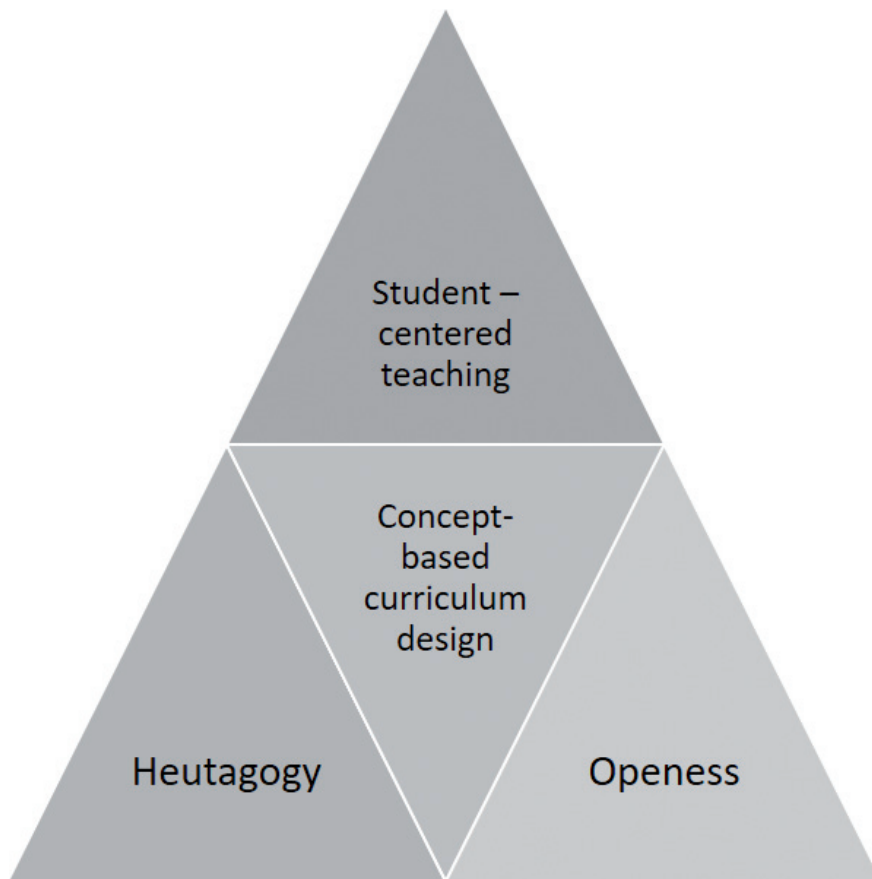 Student –
centered
teaching
Concept-
based
curriculum
design
Heutagogy
Openess